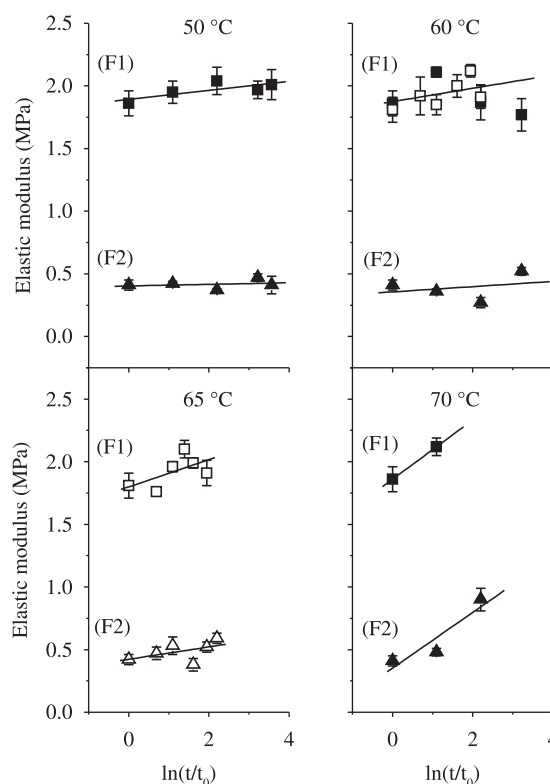 50 °C
60 °C
Elastic modulus (MPa)
2.5
2.0
1.5
1.0
0.5
0.0
(F1)
(F2)
(F1)
(F2)
65 °C
70 °C
Elastic modulus (MPa)
2.5
2.0
1.5
1.0
0.5
0.0
(F1)
(F2)
(F1)
(F2)
0 2 4
0 2 4
ln(t/t₀)
ln(t/t₀)